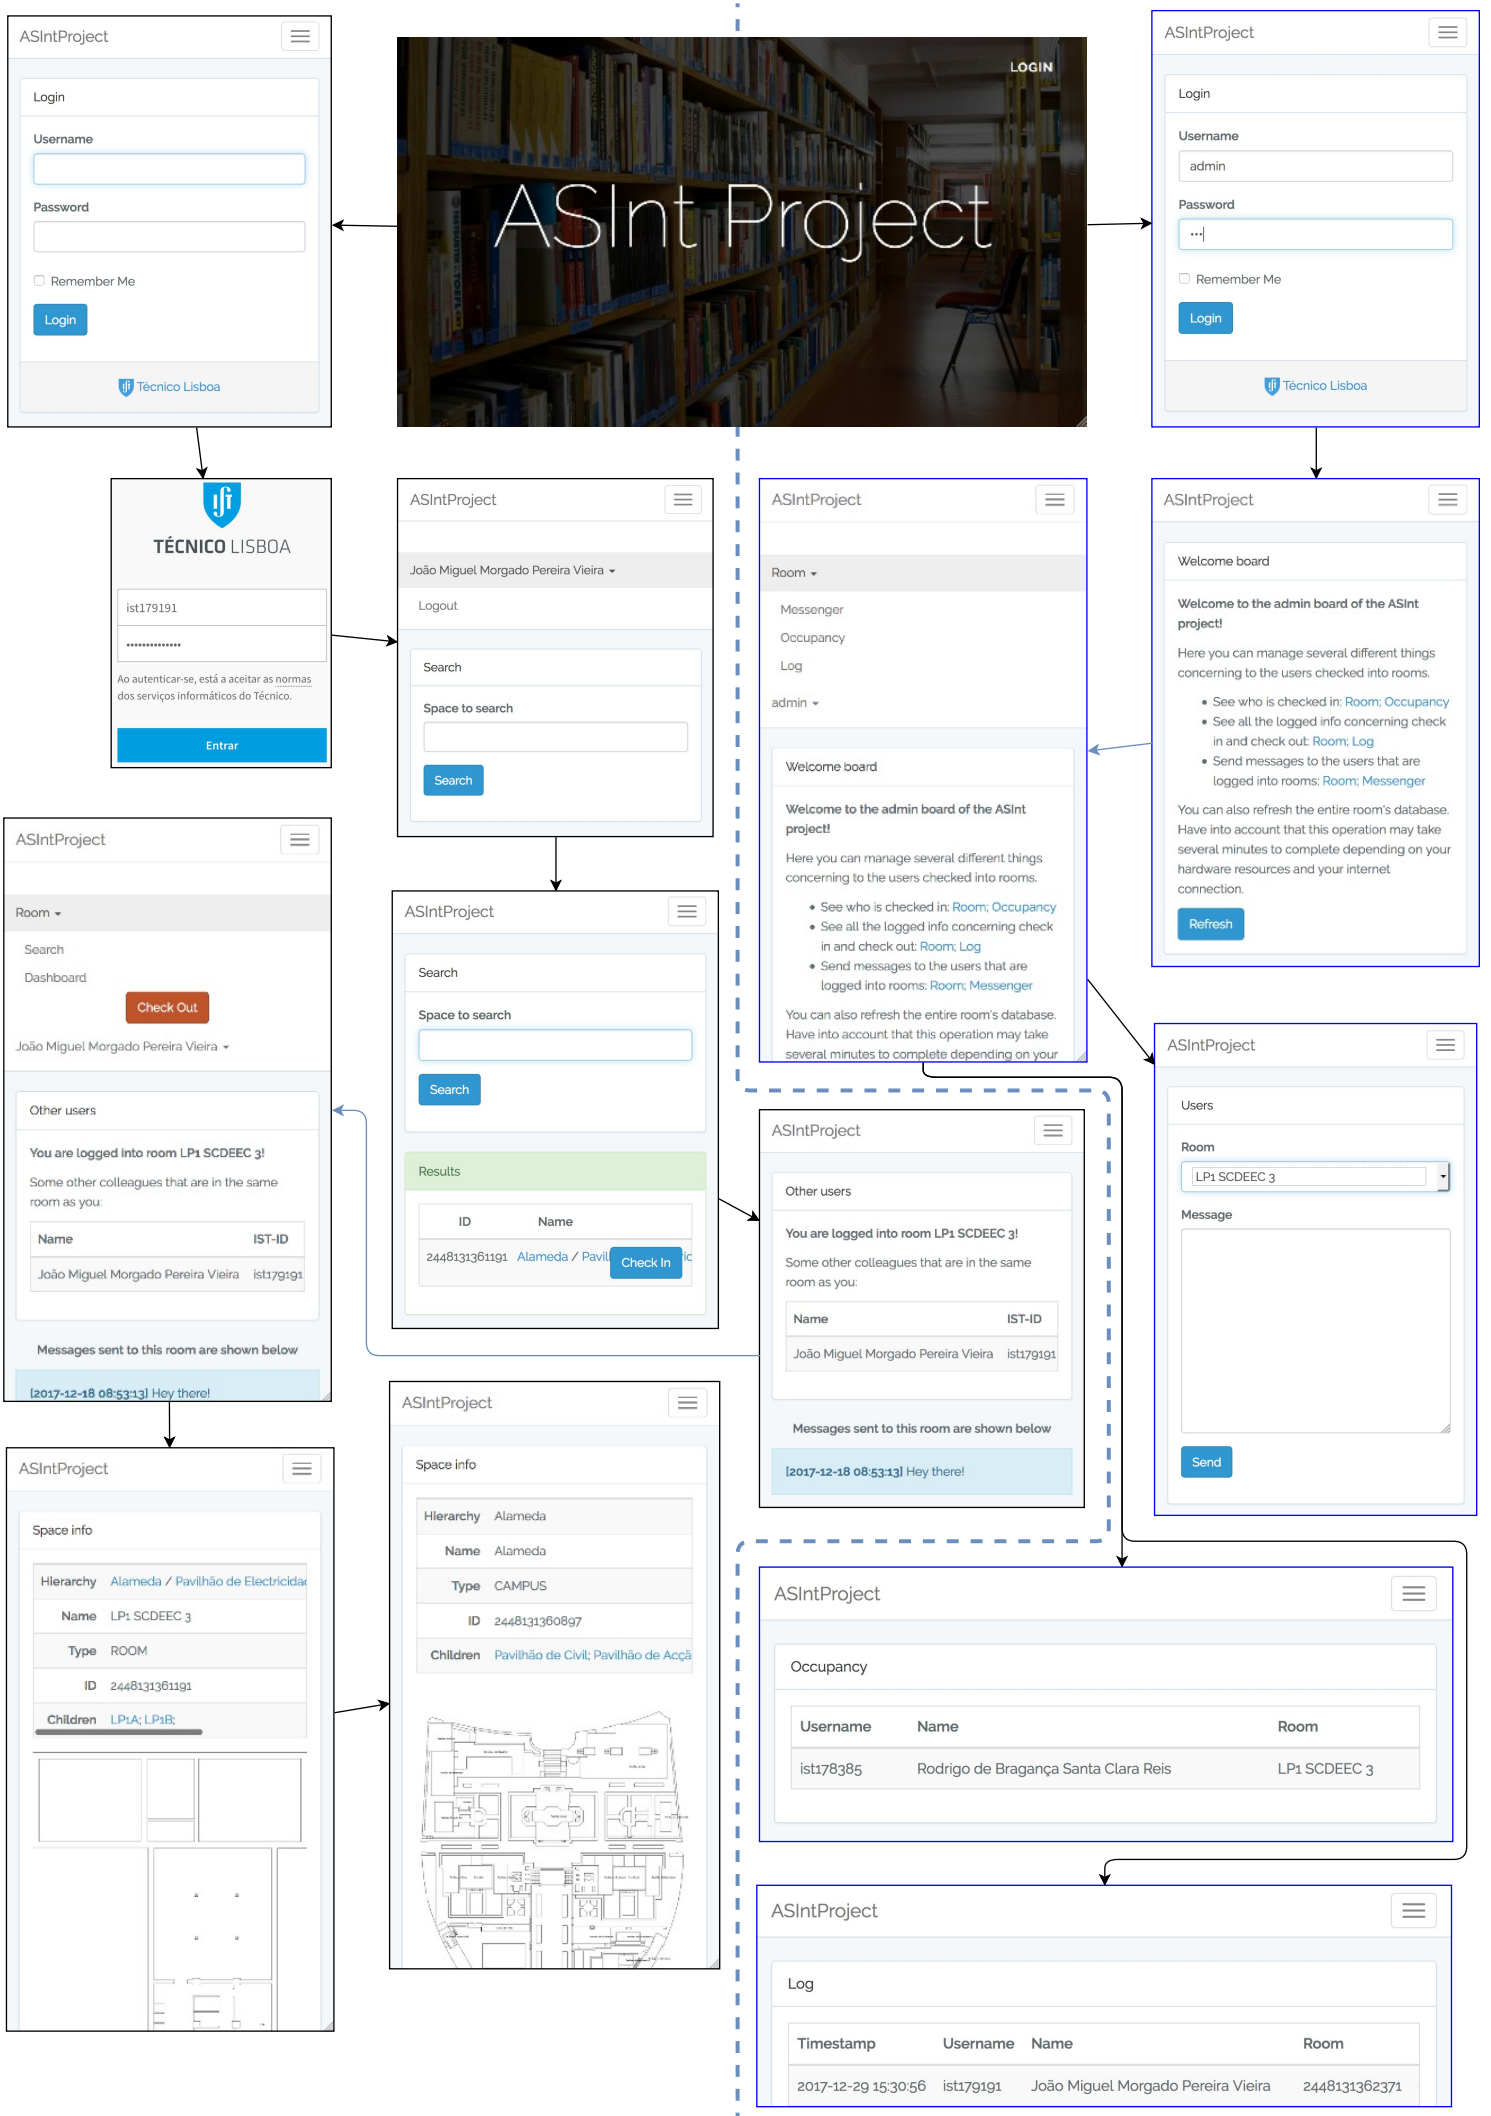 ASIntProject
Login
Username
Password
Remember Me
Login
Técnico Lisboa
LOGIN
ASInt Project
ASIntProject
Login
Username
admin
Password
•••
Remember Me
Login
Técnico Lisboa
TÉCNICO LISBOA
ist179191
••••••••••••••
Ao autenticar-se, está a aceitar as normas
dos serviços informáticos do Técnico.
Entrar
ASIntProject
João Miguel Morgado Pereira Vieira
Logout
Search
Space to search
Search
ASIntProject
Room
Messenger
Occupancy
Log
admin
Welcome board
Welcome to the admin board of the ASInt
project!
Here you can manage several different things
concerning to the users checked into rooms.
• See who is checked in: Room; Occupancy
• See all the logged info concerning check
in and check out: Room; Log
• Send messages to the users that are
logged into rooms: Room; Messenger
You can also refresh the entire room's database.
Have into account that this operation may take
several minutes to complete depending on your
ASIntProject
Welcome board
Welcome to the admin board of the ASInt
project!
Here you can manage several different things
concerning to the users checked into rooms.
• See who is checked in: Room; Occupancy
• See all the logged info concerning check
in and check out: Room; Log
• Send messages to the users that are
logged into rooms: Room; Messenger
You can also refresh the entire room's database.
Have into account that this operation may take
several minutes to complete depending on your
hardware resources and your internet
connection.
Refresh
ASIntProject
Room
Search
Dashboard
Check Out
João Miguel Morgado Pereira Vieira
Other users
You are logged into room LP1 SCDEEC 3!
Some other colleagues that are in the same
room as you:
Name IST-ID
João Miguel Morgado Pereira Vieira ist179191
Messages sent to this room are shown below
[2017-12-18 08:53:13] Hey there!
ASIntProject
Search
Space to search
Search
Results
ID Name
2448131361191 Alameda / Pavil
Check In
ASIntProject
Other users
You are logged into room LP1 SCDEEC 3!
Some other colleagues that are in the same
room as you:
Name IST-ID
João Miguel Morgado Pereira Vieira ist179191
Messages sent to this room are shown below
[2017-12-18 08:53:13] Hey there!
ASIntProject
Users
Room
LP1 SCDEEC 3
Message
Send
ASIntProject
Space info
Hierarchy Alameda / Pavilhão de Electricidad
Name LP1 SCDEEC 3
Type ROOM
ID 2448131361191
Children LP1A; LP1B;
ASIntProject
Space info
Hierarchy Alameda
Name Alameda
Type CAMPUS
ID 2448131360897
Children Pavilhão de Civil; Pavilhão de Acçã
ASIntProject
Occupancy
Username Name Room
ist178385 Rodrigo de Bragança Santa Clara Reis LP1 SCDEEC 3
ASIntProject
Log
Timestamp Username Name Room
2017-12-29 15:30:56 ist179191 João Miguel Morgado Pereira Vieira 2448131362371